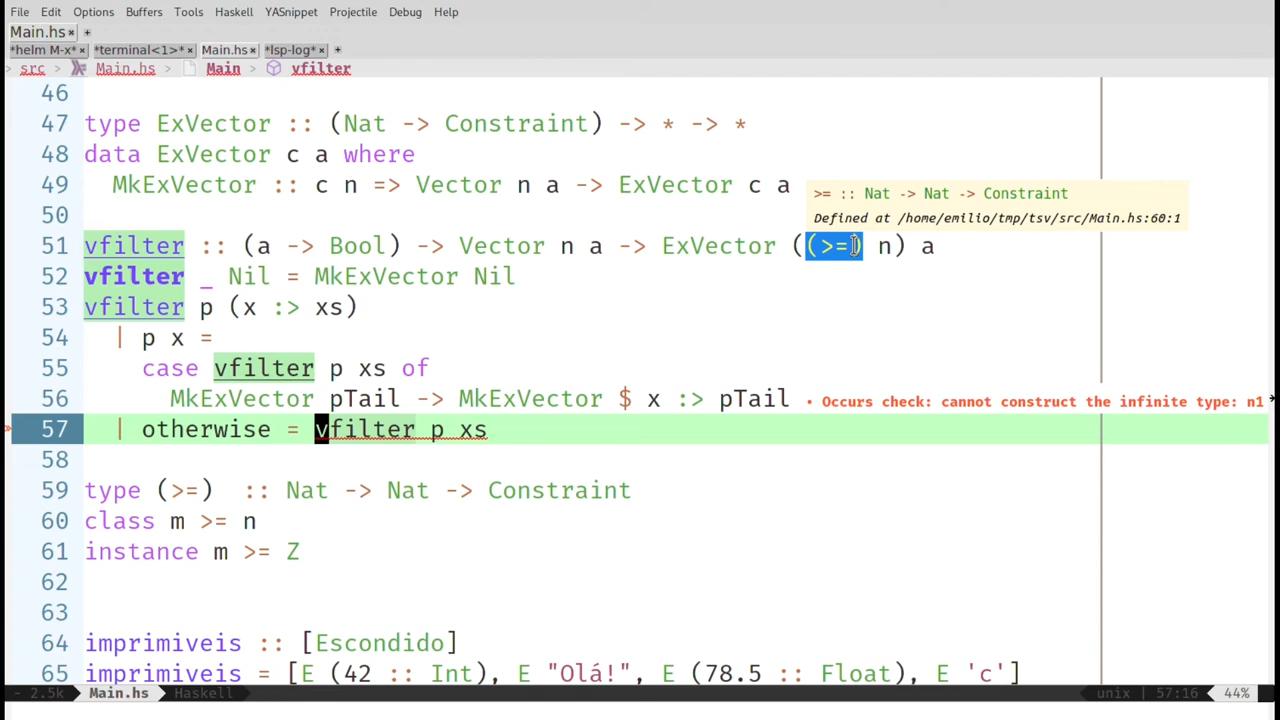 File Edit Options Buffers Tools Haskell YASnippet Projectile Debug Help
Main.hs × +
*helm M-x* × *terminal<1>* × Main.hs × *lsp-log* × +
> src > Main.hs > Main > vfilter
46
47 type ExVector :: (Nat -> Constraint) -> * -> *
48 data ExVector c a where
49 MkExVector :: c n => Vector n a -> ExVector c a
>= :: Nat -> Nat -> Constraint
50
Defined at /home/emilio/tmp/tsv/src/Main.hs:60:1
51 vfilter :: (a -> Bool) -> Vector n a -> ExVector ((>=) n) a
52 vfilter _ Nil = MkExVector Nil
53 vfilter p (x :> xs)
54 | p x =
55 case vfilter p xs of
56 MkExVector pTail -> MkExVector $ x :> pTail • Occurs check: cannot construct the infinite type: n1
57 | otherwise = vfilter p xs
58
59 type (>=) :: Nat -> Nat -> Constraint
60 class m >= n
61 instance m >= Z
62
63
64 imprimiveis :: [Escondido]
65 imprimiveis = [E (42 :: Int), E "Olá!", E (78.5 :: Float), E 'c']
- 2.5k Main.hs Haskell unix | 57:16 44%